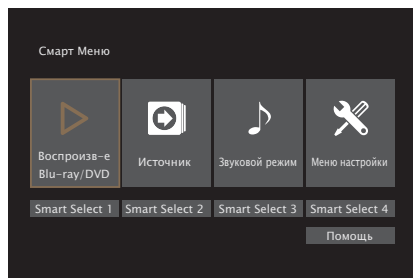 Смарт Меню
Воспроизв-е
Blu-ray/DVD
Источник
Звуковой режим
Меню настройки
Smart Select 1
Smart Select 2
Smart Select 3
Smart Select 4
Помощь